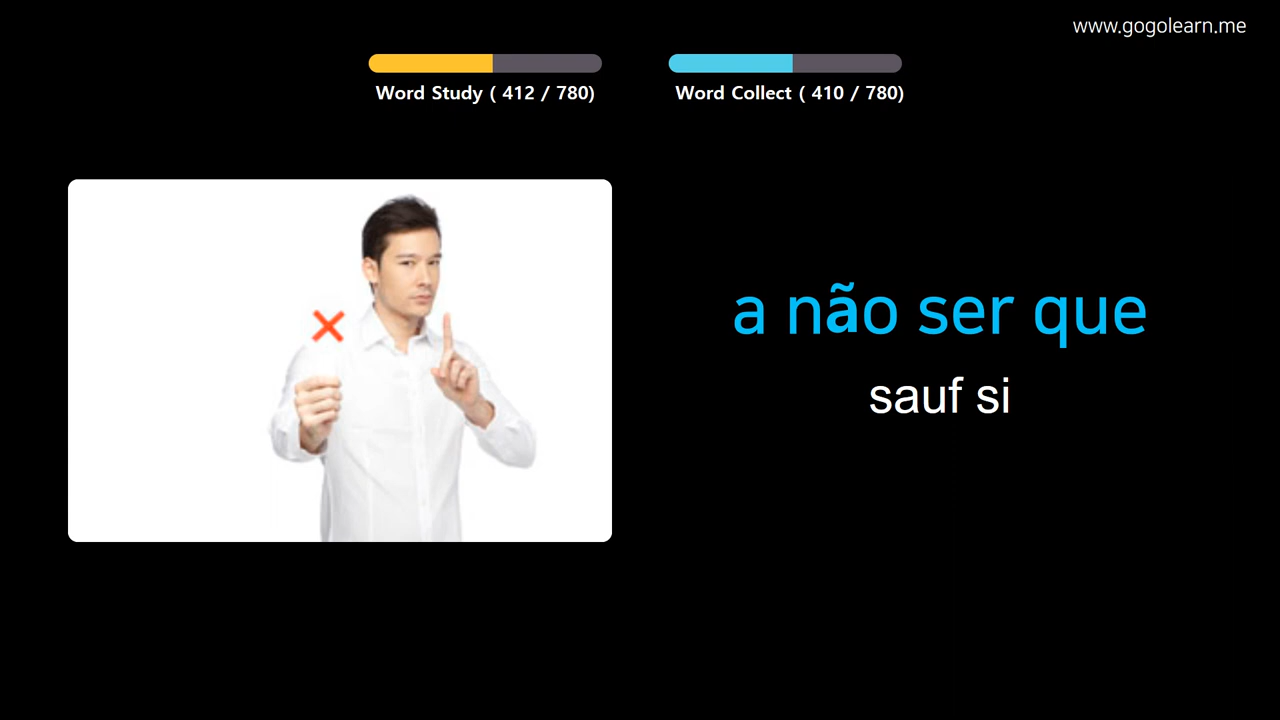 www.gogolearn.me
Word Study ( 412 / 780)
Word Collect ( 410 / 780)
a não ser que
sauf si